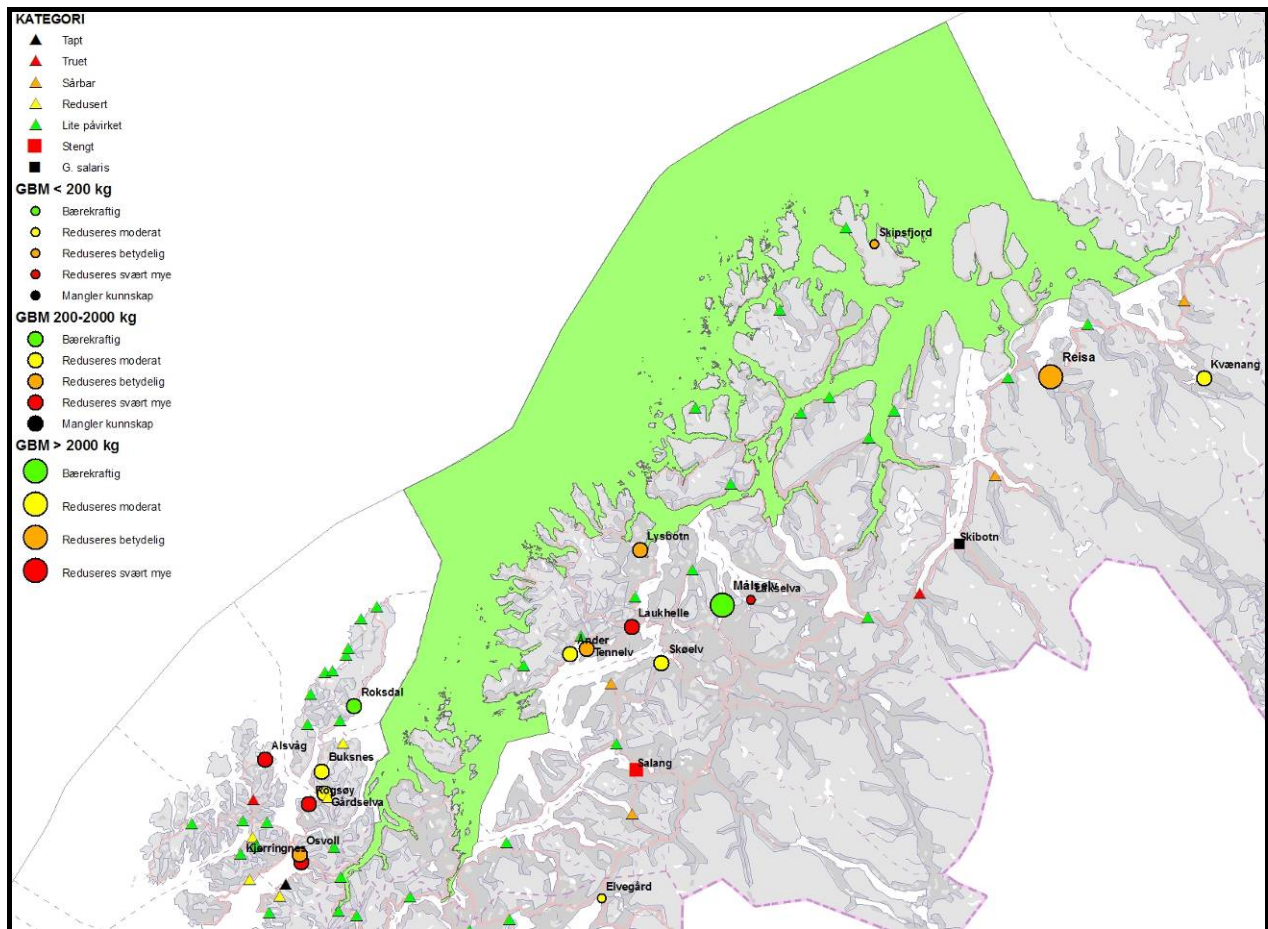 KATEGORI
Tapt
Truet
Sårbar
Redusert
Lite påvirket
Stengt
G. salaris
GBM < 200 kg
Bærekraftig
Reduseres moderat
Reduseres betydelig
Reduseres svært mye
Mangler kunnskap
GBM 200-2000 kg
Bærekraftig
Reduseres moderat
Reduseres betydelig
Reduseres svært mye
Mangler kunnskap
GBM > 2000 kg
Bærekraftig
Reduseres moderat
Reduseres betydelig
Reduseres svært mye
Skipsfjord
Reisa
Kvænang
Lysbotn
Skibotn
Målselv
Lakselva
Laukhelle
Ånder
Tennelv
Skøelv
Roksdal
Alsvåg
Buksnes
Salang
Rogsøy
Gårdselva
Kjerringnes
Osvoll
Elvegård